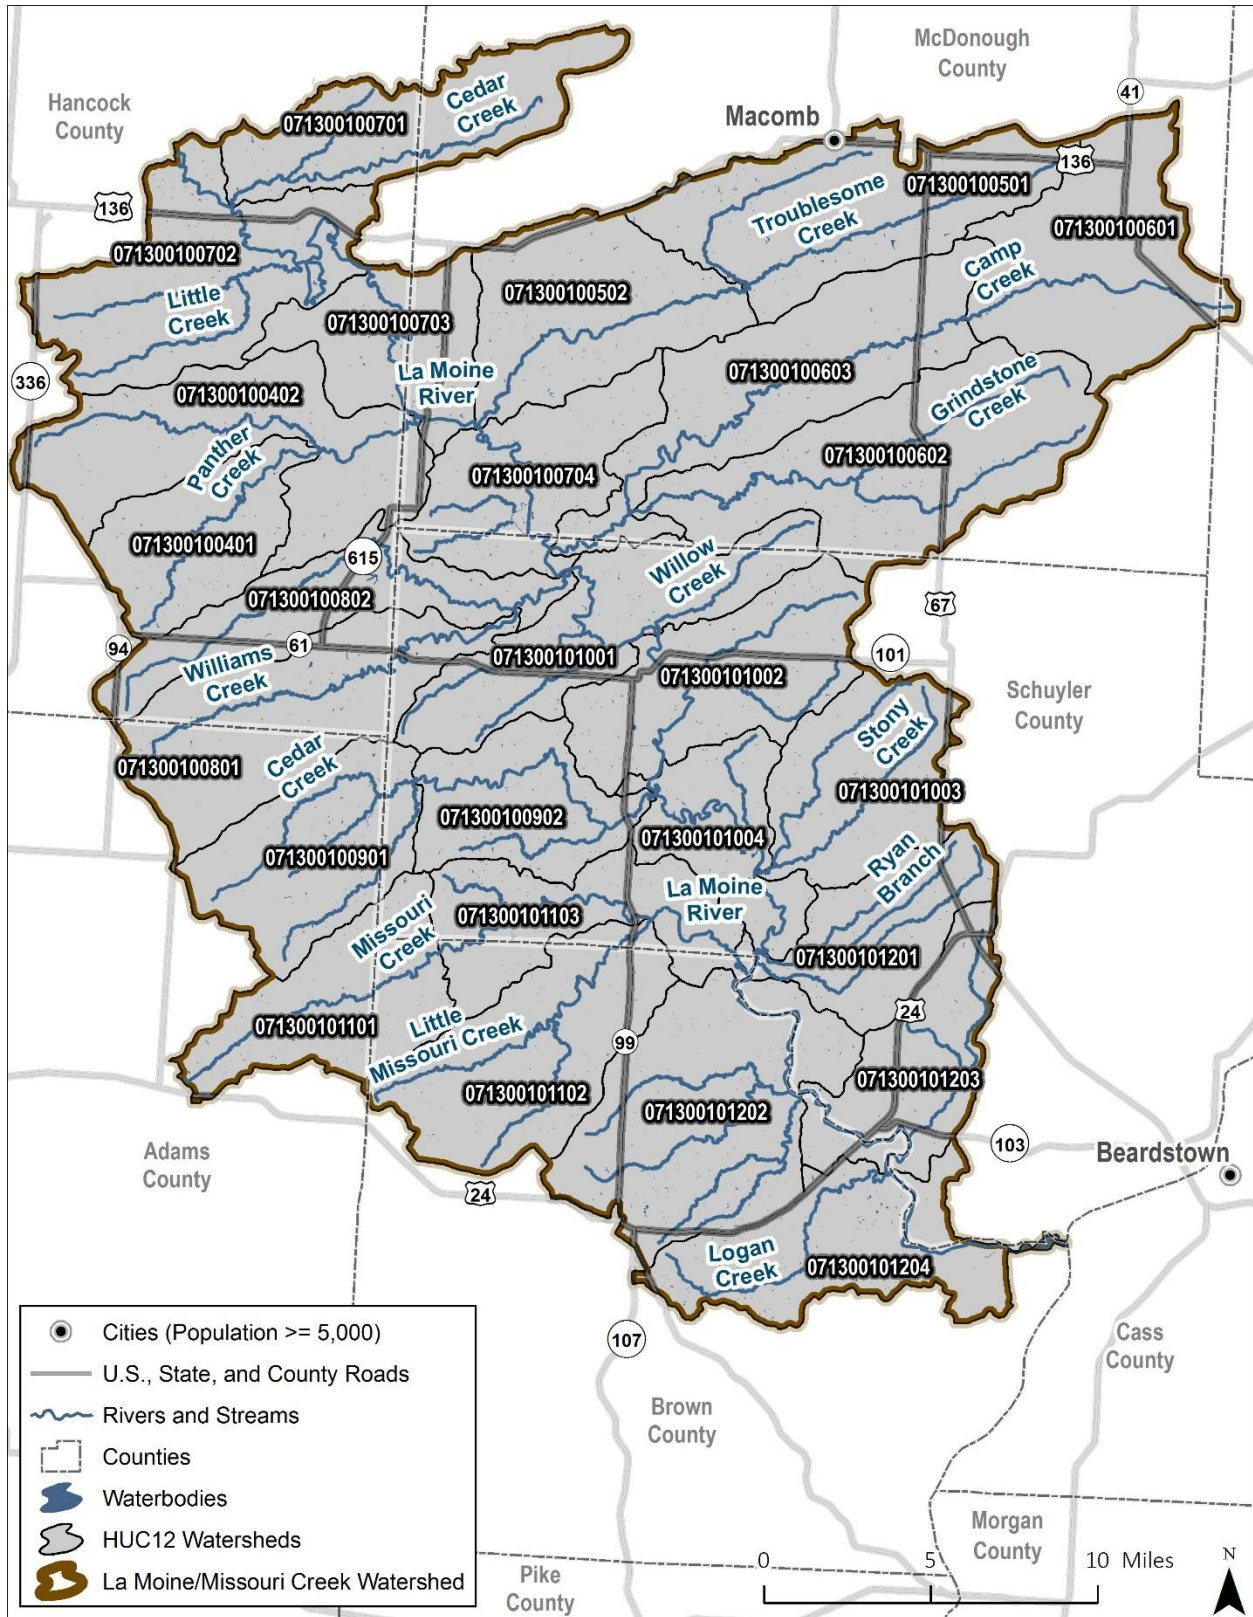 McDonough
County
Hancock
County
Cedar
Creek
071300100701
41
Macomb
136
136
071300100501
Troublesome
Creek
071300100601
071300100702
Little
Creek
Camp
Creek
071300100502
071300100703
336
La Moine
River
071300100603
071300100402
Grindstone
Creek
Panther
Creek
071300100602
071300100704
071300100401
615
Willow
Creek
071300100802
67
94
61
Williams
Creek
071300101001
101
071300101002
Schuyler
County
Stony
Creek
Cedar
Creek
071300100801
071300101003
071300100902
071300101004
071300100901
Ryan
Branch
La Moine
River
071300101103
Missouri
Creek
071300101201
24
071300101101
Little
Missouri Creek
99
071300101203
071300101102
071300101202
103
Adams
County
Beardstown
24
Logan
Creek
071300101204
107
Cass
County
Brown
County
Morgan
County
Pike
County
Cities (Population >= 5,000)
U.S., State, and County Roads
Rivers and Streams
Counties
Waterbodies
HUC12 Watersheds
La Moine/Missouri Creek Watershed
0 5 10 Miles
N